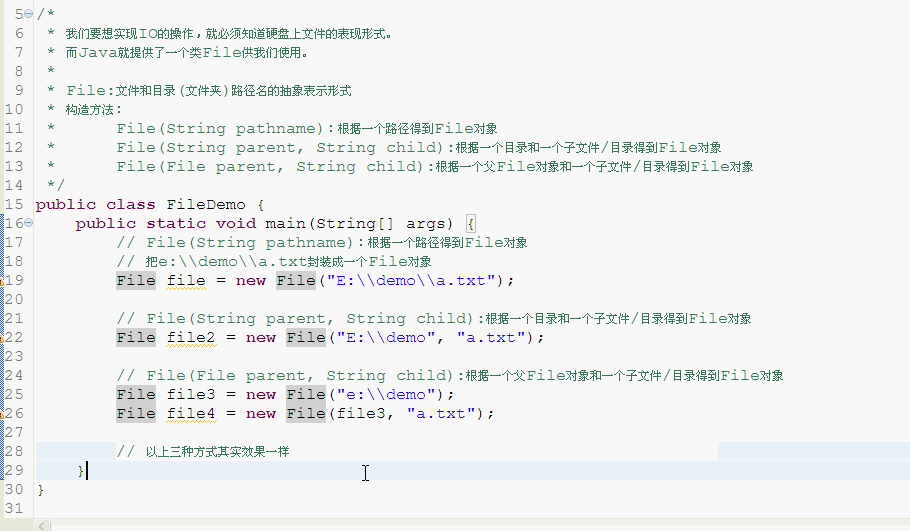 5 /*
6  * 我们要想实现IO的操作，就必须知道硬盘上文件的表现形式。
7  * 而Java就提供了一个类File供我们使用。
8  *
9  * File:文件和目录(文件夹)路径名的抽象表示形式
10  * 构造方法：
11  *      File(String pathname)：根据一个路径得到File对象
12  *      File(String parent, String child):根据一个目录和一个子文件/目录得到File对象
13  *      File(File parent, String child):根据一个父File对象和一个子文件/目录得到File对象
14  */
15 public class FileDemo {
16     public static void main(String[] args) {
17         // File(String pathname)：根据一个路径得到File对象
18         // 把e:\\demo\\a.txt封装成一个File对象
19         File file = new File("E:\\demo\\a.txt");
20
21         // File(String parent, String child):根据一个目录和一个子文件/目录得到File对象
22         File file2 = new File("E:\\demo", "a.txt");
23
24         // File(File parent, String child):根据一个父File对象和一个子文件/目录得到File对象
25         File file3 = new File("e:\\demo");
26         File file4 = new File(file3, "a.txt");
27
28         // 以上三种方式其实效果一样
29     }
30 }
31